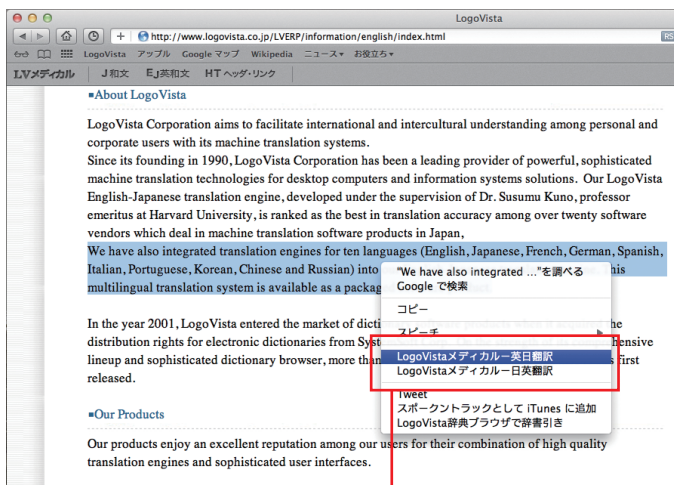 LogoVista
http://www.logovista.co.jp/LVERP/information/english/index.html
RS
LogoVista アップル Google マップ Wikipedia ニュース▼ お役立ち▼
LVメディカル J和文 EJ英和文 HTヘッダ・リンク
■About LogoVista
LogoVista Corporation aims to facilitate international and intercultural understanding among personal and
corporate users with its machine translation systems.
Since its founding in 1990, LogoVista Corporation has been a leading provider of powerful, sophisticated
machine translation technologies for desktop computers and information systems solutions. Our LogoVista
English-Japanese translation engine, developed under the supervision of Dr. Susumu Kuno, professor
emeritus at Harvard University, is ranked as the best in translation accuracy among over twenty software
vendors which deal in machine translation software products in Japan,
We have also integrated translation engines for ten languages (English, Japanese, French, German, Spanish,
Italian, Portuguese, Korean, Chinese and Russian) into
multilingual translation system is available as a packag
"We have also integrated ..."を調べる
Google で検索
コピー
スピーチ
LogoVistaメディカルー英日翻訳
LogoVistaメディカルー日英翻訳
Tweet
スポークントラックとして iTunes に追加
LogoVista辞典ブラウザで辞書引き
In the year 2001, LogoVista entered the market of dicti he
distribution rights for electronic dictionaries from Syst hensive
lineup and sophisticated dictionary browser, more than first
released.
■Our Products
Our products enjoy an excellent reputation among our users for their combination of high quality
translation engines and sophisticated user interfaces.